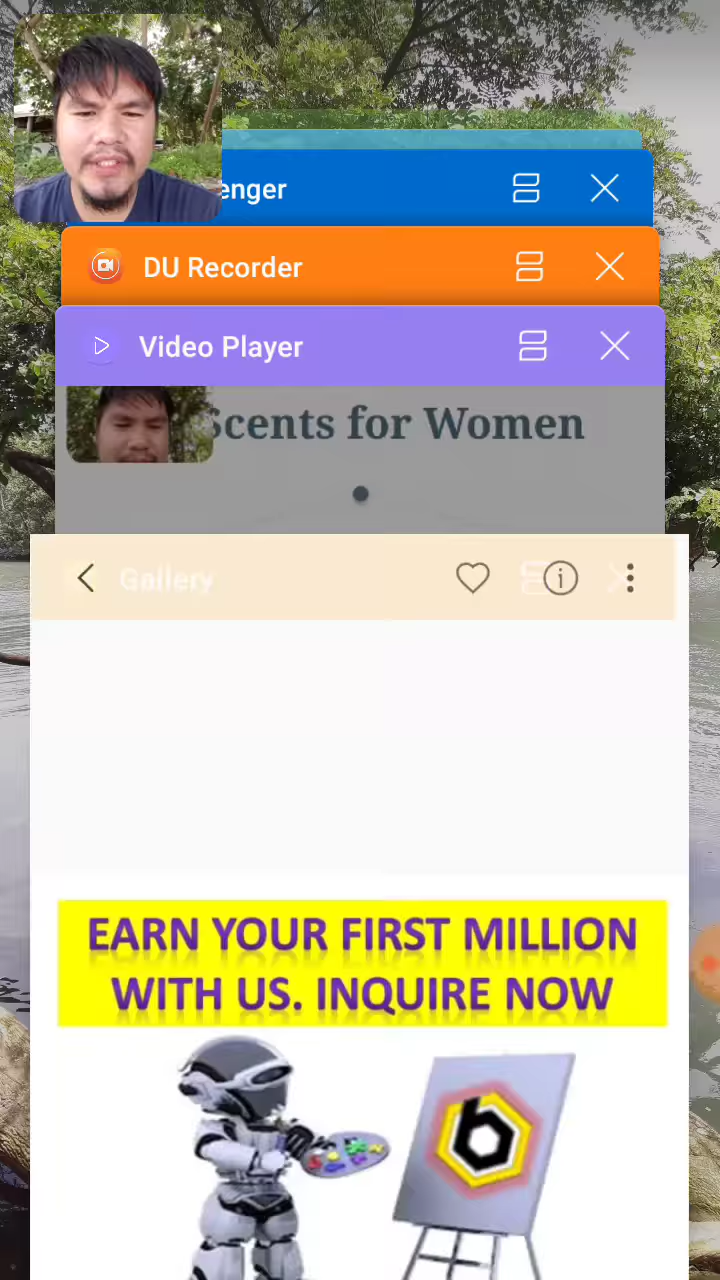 enger
DU Recorder
Video Player
Scents for Women
Gallery
EARN YOUR FIRST MILLION
WITH US. INQUIRE NOW